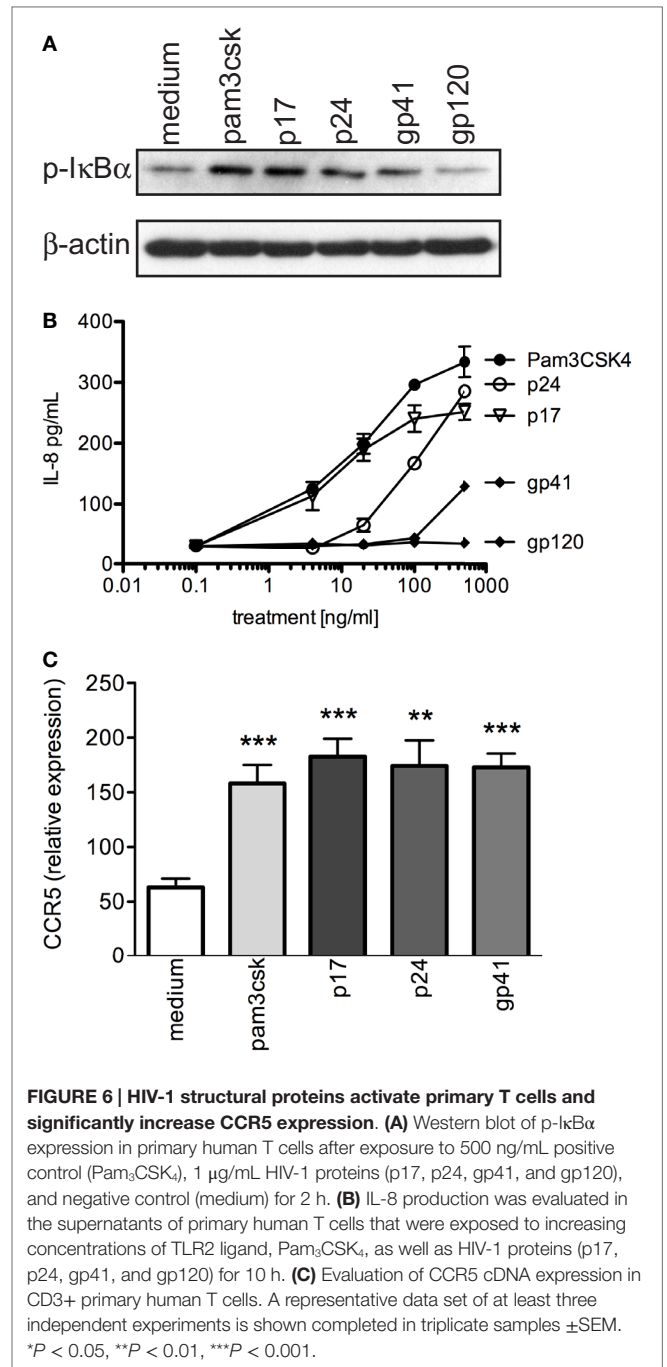 A
medium
pam3csk
p17
p24
gp41
gp120
p-IκBα
β-actin
B
400
300
200
100
0
IL-8 pg/mL
0.01
0.1
1
10
100
1000
treatment [ng/ml]
Pam3CSK4
p24
p17
gp41
gp120
C
250
200
150
100
50
0
CCR5 (relative expression)
***
***
**
***
medium
pam3csk
p17
p24
gp41
FIGURE 6 | HIV-1 structural proteins activate primary T cells and
significantly increase CCR5 expression. (A) Western blot of p-IκBα
expression in primary human T cells after exposure to 500 ng/mL positive
control (Pam₃CSK₄), 1 μg/mL HIV-1 proteins (p17, p24, gp41, and gp120),
and negative control (medium) for 2 h. (B) IL-8 production was evaluated in
the supernatants of primary human T cells that were exposed to increasing
concentrations of TLR2 ligand, Pam₃CSK₄, as well as HIV-1 proteins (p17,
p24, gp41, and gp120) for 10 h. (C) Evaluation of CCR5 cDNA expression in
CD3+ primary human T cells. A representative data set of at least three
independent experiments is shown completed in triplicate samples ±SEM.
*P < 0.05, **P < 0.01, ***P < 0.001.